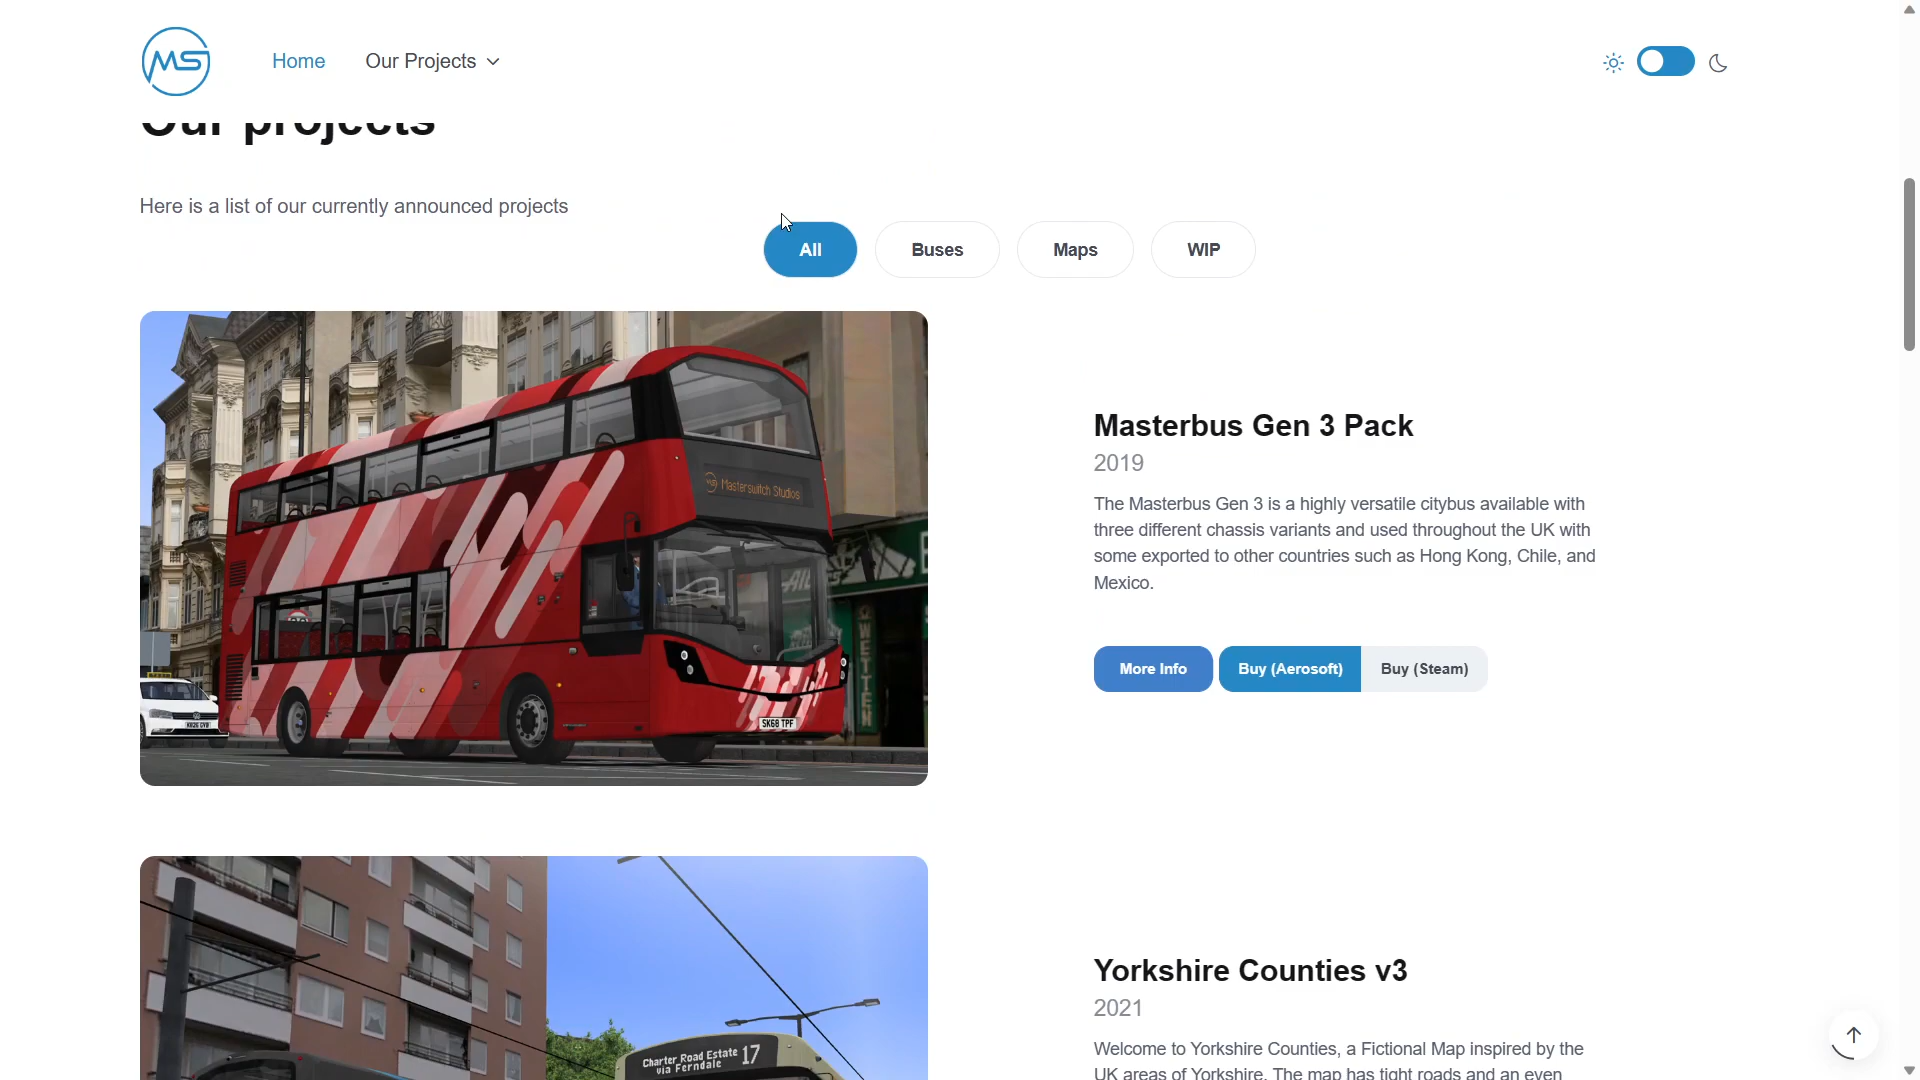 MS
Home
Our Projects
Our projects
Here is a list of our currently announced projects
All
Buses
Maps
WIP
Masterswitch Studios
SK68 TPF
WETTEN
Masterbus Gen 3 Pack
2019
The Masterbus Gen 3 is a highly versatile citybus available with
three different chassis variants and used throughout the UK with
some exported to other countries such as Hong Kong, Chile, and
Mexico.
More Info
Buy (Aerosoft)
Buy (Steam)
Charter Road Estate 17
via Ferndale
Yorkshire Counties v3
2021
Welcome to Yorkshire Counties, a Fictional Map inspired by the
UK areas of Yorkshire. The map has tight roads and an even